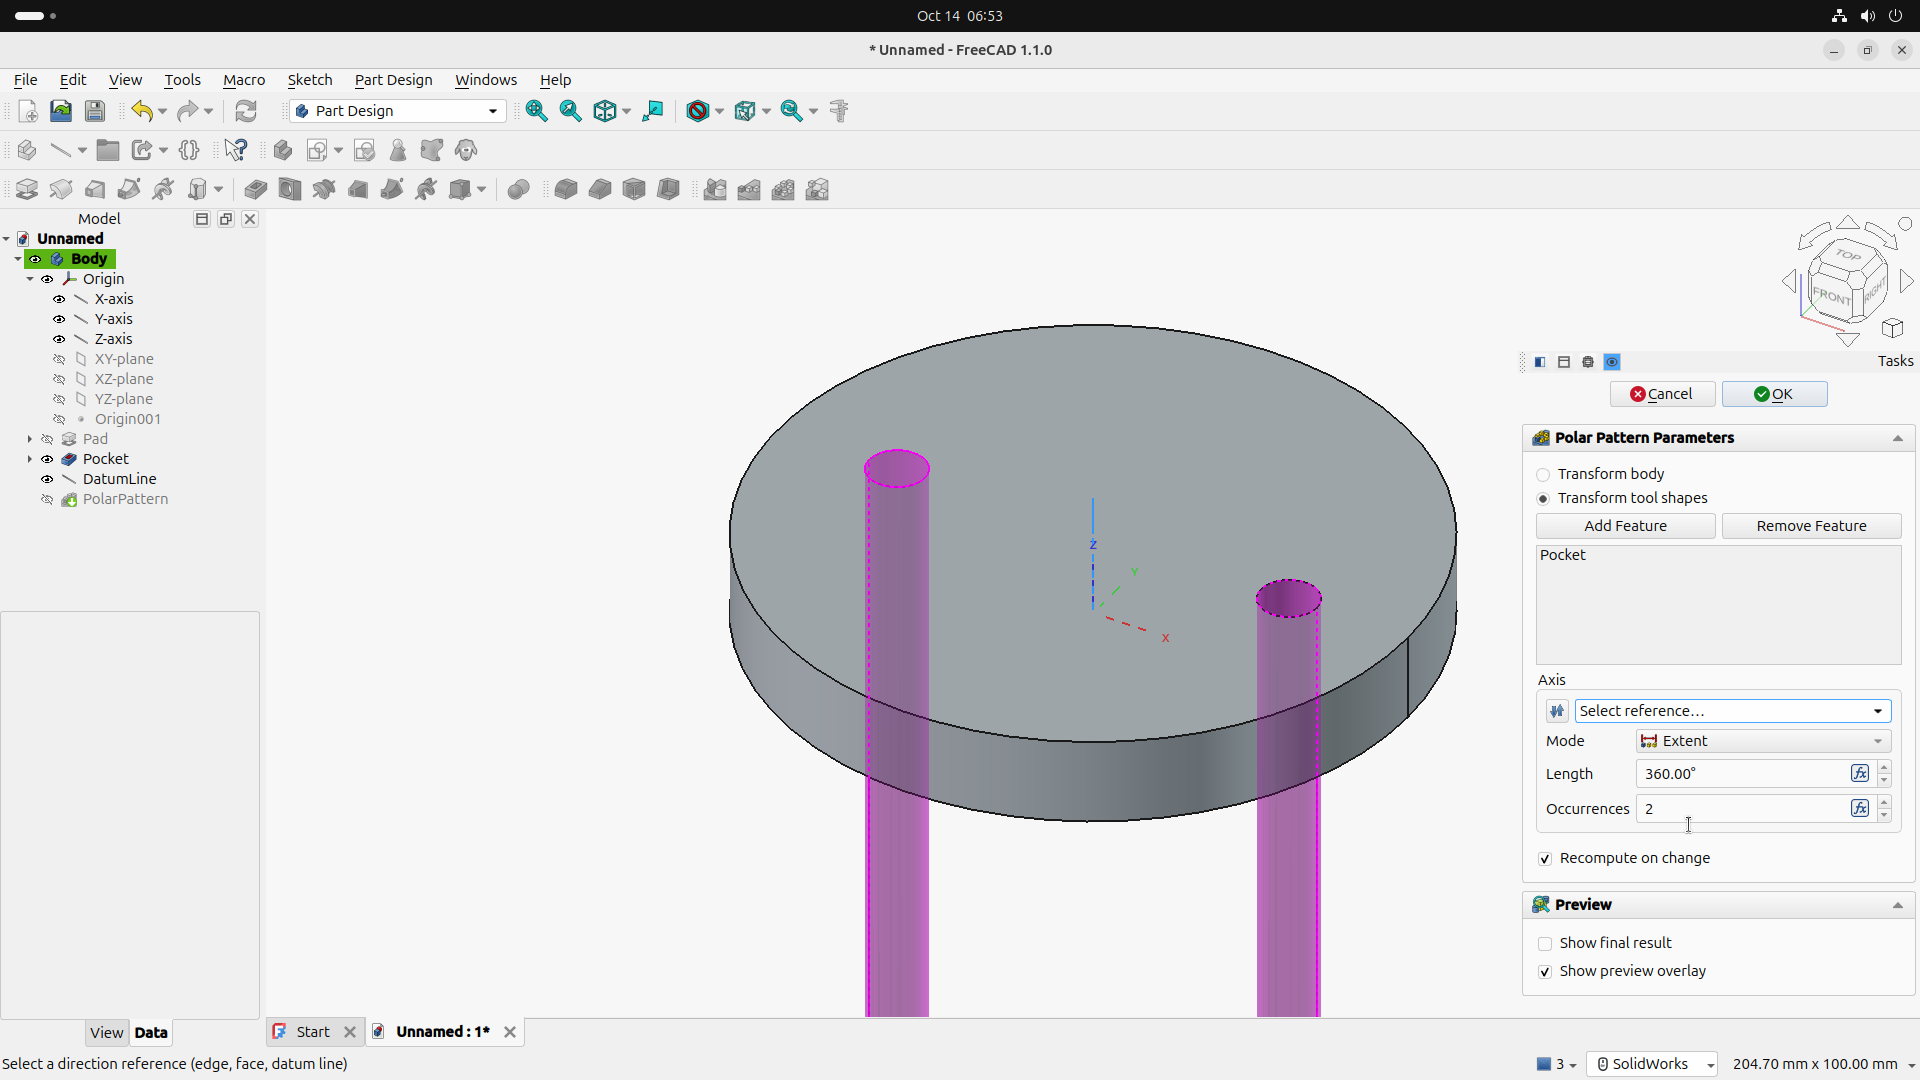 Oct 14 06:53
* Unnamed - FreeCAD 1.1.0
File Edit View Tools Macro Sketch Part Design Windows Help
Part Design
Model
Unnamed
Body
Origin
X-axis
Y-axis
Z-axis
XY-plane
XZ-plane
YZ-plane
Origin001
Pad
Pocket
DatumLine
PolarPattern
Z
Y
X
TOP
FRONT
RIGHT
Tasks
Cancel
OK
Polar Pattern Parameters
Transform body
Transform tool shapes
Add Feature
Remove Feature
Pocket
Axis
Select reference...
Mode
Extent
Length
360.00°
fx
Occurrences
2
fx
Recompute on change
Preview
Show final result
Show preview overlay
View
Data
Start
Unnamed : 1*
Select a direction reference (edge, face, datum line)
3
SolidWorks
204.70 mm x 100.00 mm